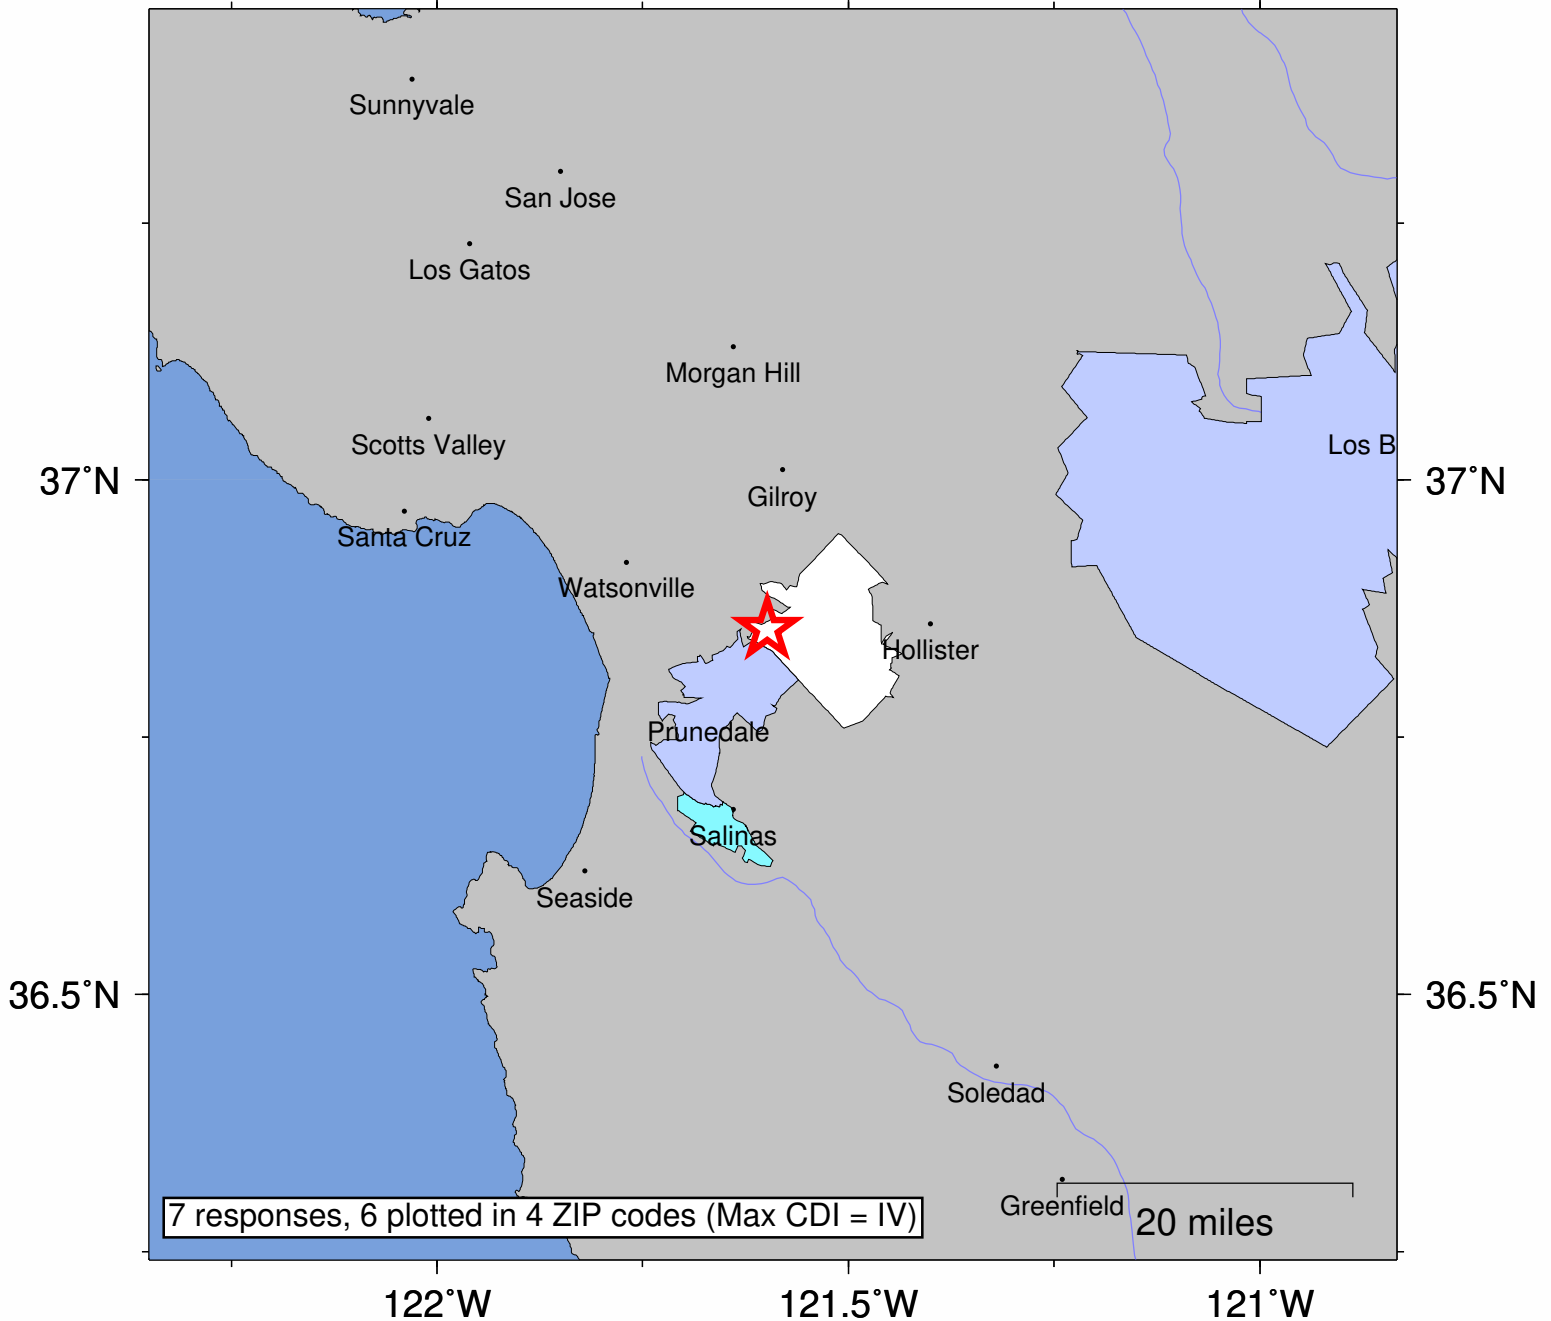 Sunnyvale
San Jose
Los Gatos
Morgan Hill
Scotts Valley
Los B
37˚N
37˚N
Gilroy
Santa Cruz
Watsonville
Hollister
Prunedale
Salinas
Seaside
36.5˚N
36.5˚N
Soledad
Greenfield
7 responses, 6 plotted in 4 ZIP codes (Max CDI = IV)
20 miles
122˚W
121.5˚W
121˚W